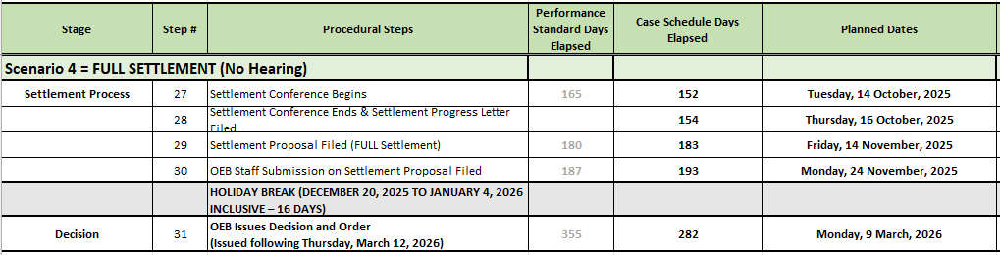 Stage Step # Procedural Steps Performance Standard Days Elapsed Case Schedule Days Elapsed Planned Dates
Scenario 4 = FULL SETTLEMENT (No Hearing)
Settlement Process 27 Settlement Conference Begins 165 152 Tuesday, 14 October, 2025
28 Settlement Conference Ends & Settlement Progress Letter Filed 154 Thursday, 16 October, 2025
29 Settlement Proposal Filed (FULL Settlement) 180 183 Friday, 14 November, 2025
30 OEB Staff Submission on Settlement Proposal Filed 187 193 Monday, 24 November, 2025
HOLIDAY BREAK (DECEMBER 20, 2025 TO JANUARY 4, 2026
INCLUSIVE – 16 DAYS)
Decision 31 OEB Issues Decision and Order
(Issued following Thursday, March 12, 2026) 355 282 Monday, 9 March, 2026